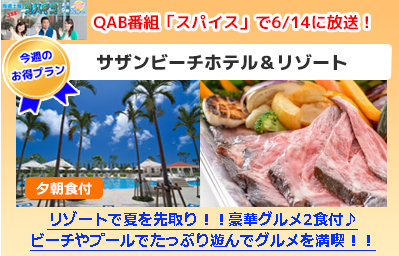 QAB番組「スパイス」で6/14に放送！
今週の
お得プラン
サザンビーチホテル＆リゾート
夕朝食付
リゾートで夏を先取り！！豪華グルメ2食付♪
ビーチやプールでたっぷり遊んでグルメを満喫！！